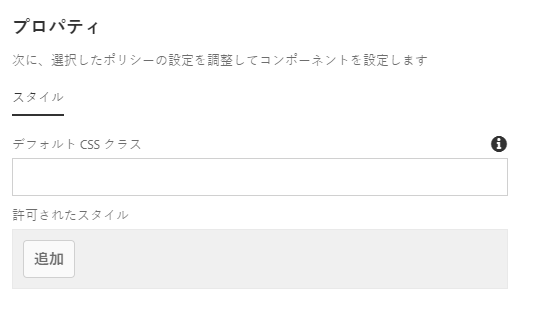 プロパティ
次に、選択したポリシーの設定を調整してコンポーネントを設定します
スタイル
デフォルト CSS クラス
許可されたスタイル
追加